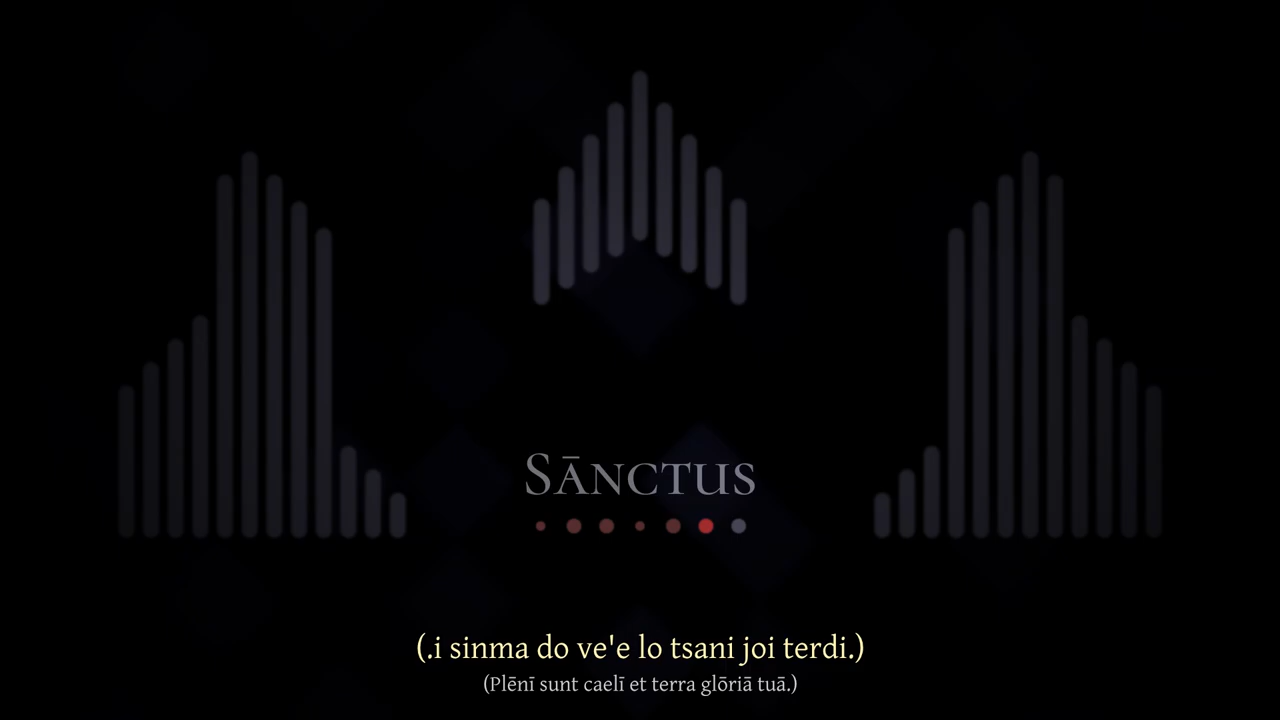 Sānctus
(.i sinma do ve'e lo tsani joi terdi.)
(Plēnī sunt caelī et terra glōriā tuā.)